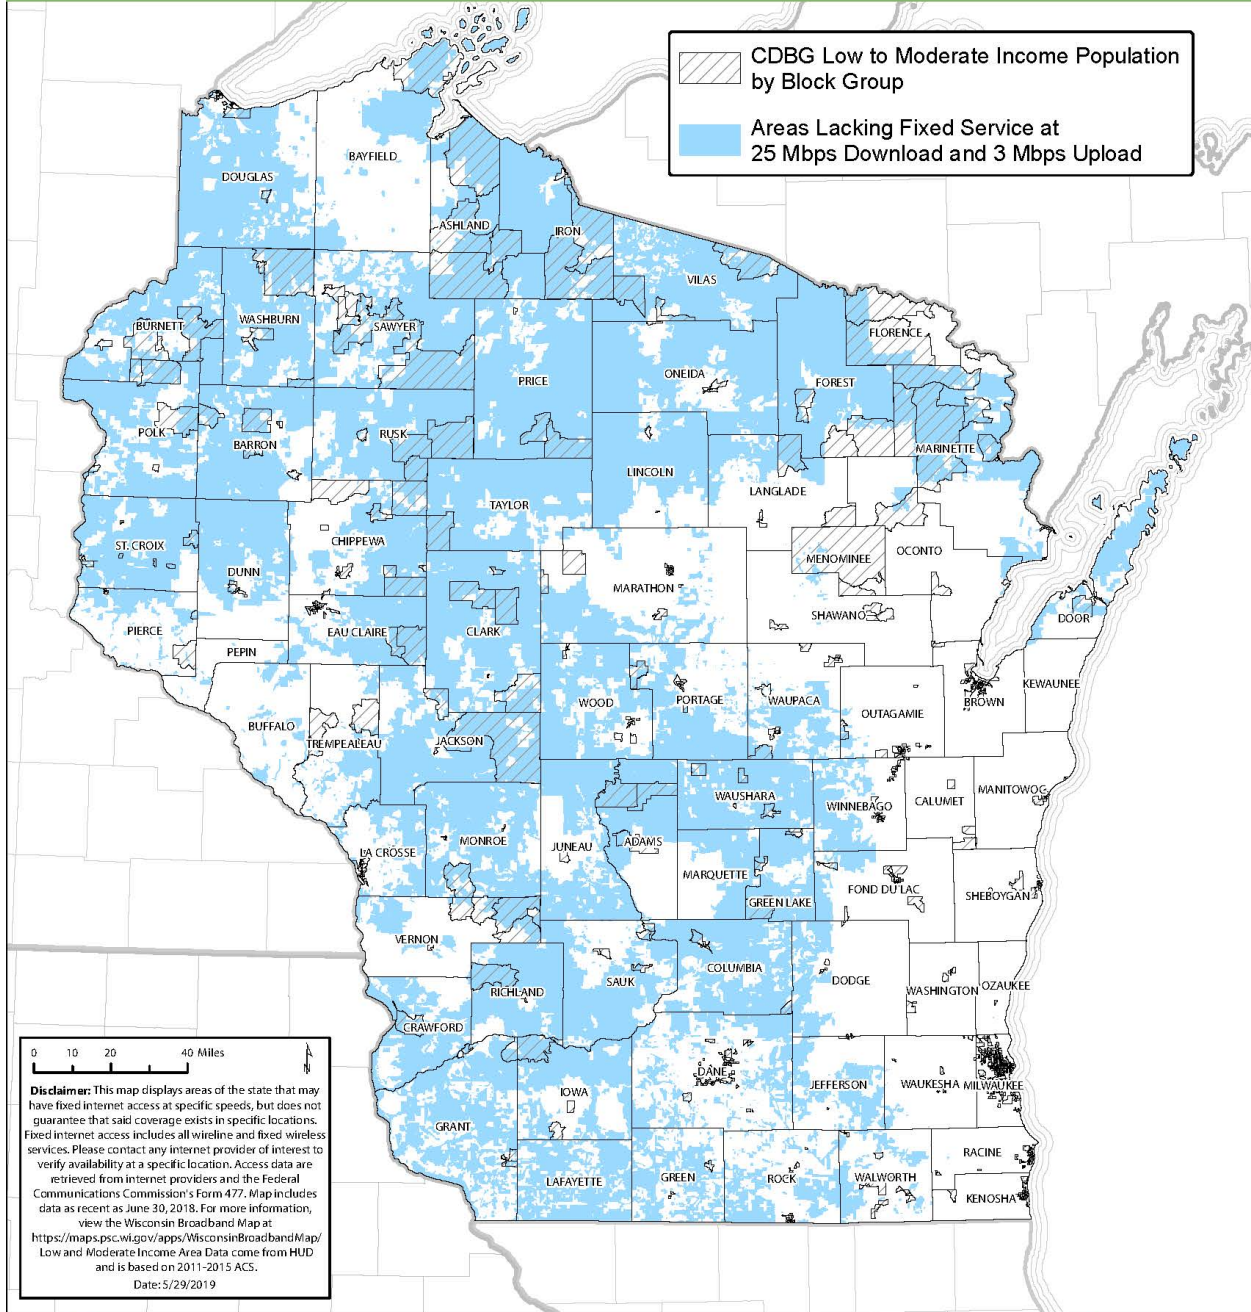 CDBG Low to Moderate Income Population
by Block Group
Areas Lacking Fixed Service at
25 Mbps Download and 3 Mbps Upload
BAYFIELD
DOUGLAS
ASHLAND
IRON
VILAS
BURNETT
WASHBURN
SAWYER
FLORENCE
PRICE
ONEIDA
FOREST
POLK
BARRON
RUSK
MARINETTE
LINCOLN
LANGLADE
TAYLOR
ST. CROIX
CHIPPEWA
OCONTO
MENOMINEE
DUNN
MARATHON
SHAWANO
DOOR
PIERCE
EAU CLAIRE
CLARK
PEPIN
KEWAUNEE
WOOD
PORTAGE
WAUPACA
BROWN
OUTAGAMIE
BUFFALO
TREMPEALEAU
JACKSON
WAUSHARA
WINNEBAGO
CALUMET
MANITOWOC
MONROE
JUNEAU
ADAMS
LA CROSSE
MARQUETTE
FOND DU LAC
SHEBOYGAN
GREEN LAKE
VERNON
COLUMBIA
SAUK
DODGE
RICHLAND
WASHINGTON
OZAUKEE
CRAWFORD
DANE
IOWA
JEFFERSON
WAUKESHA
MILWAUKEE
GRANT
RACINE
LAFAYETTE
GREEN
ROCK
WALWORTH
KENOSHA
0 10 20 40 Miles
N
Disclaimer: This map displays areas of the state that may
have fixed internet access at specific speeds, but does not
guarantee that said coverage exists in specific locations.
Fixed internet access includes all wireline and fixed wireless
services. Please contact any internet provider of interest to
verify availability at a specific location. Access data are
retrieved from internet providers and the Federal
Communications Commission's Form 477. Map includes
data as recent as June 30, 2018. For more information,
view the Wisconsin Broadband Map at
https://maps.psc.wi.gov/apps/WisconsinBroadbandMap/
Low and Moderate Income Area Data come from HUD
and is based on 2011-2015 ACS.
Date: 5/29/2019